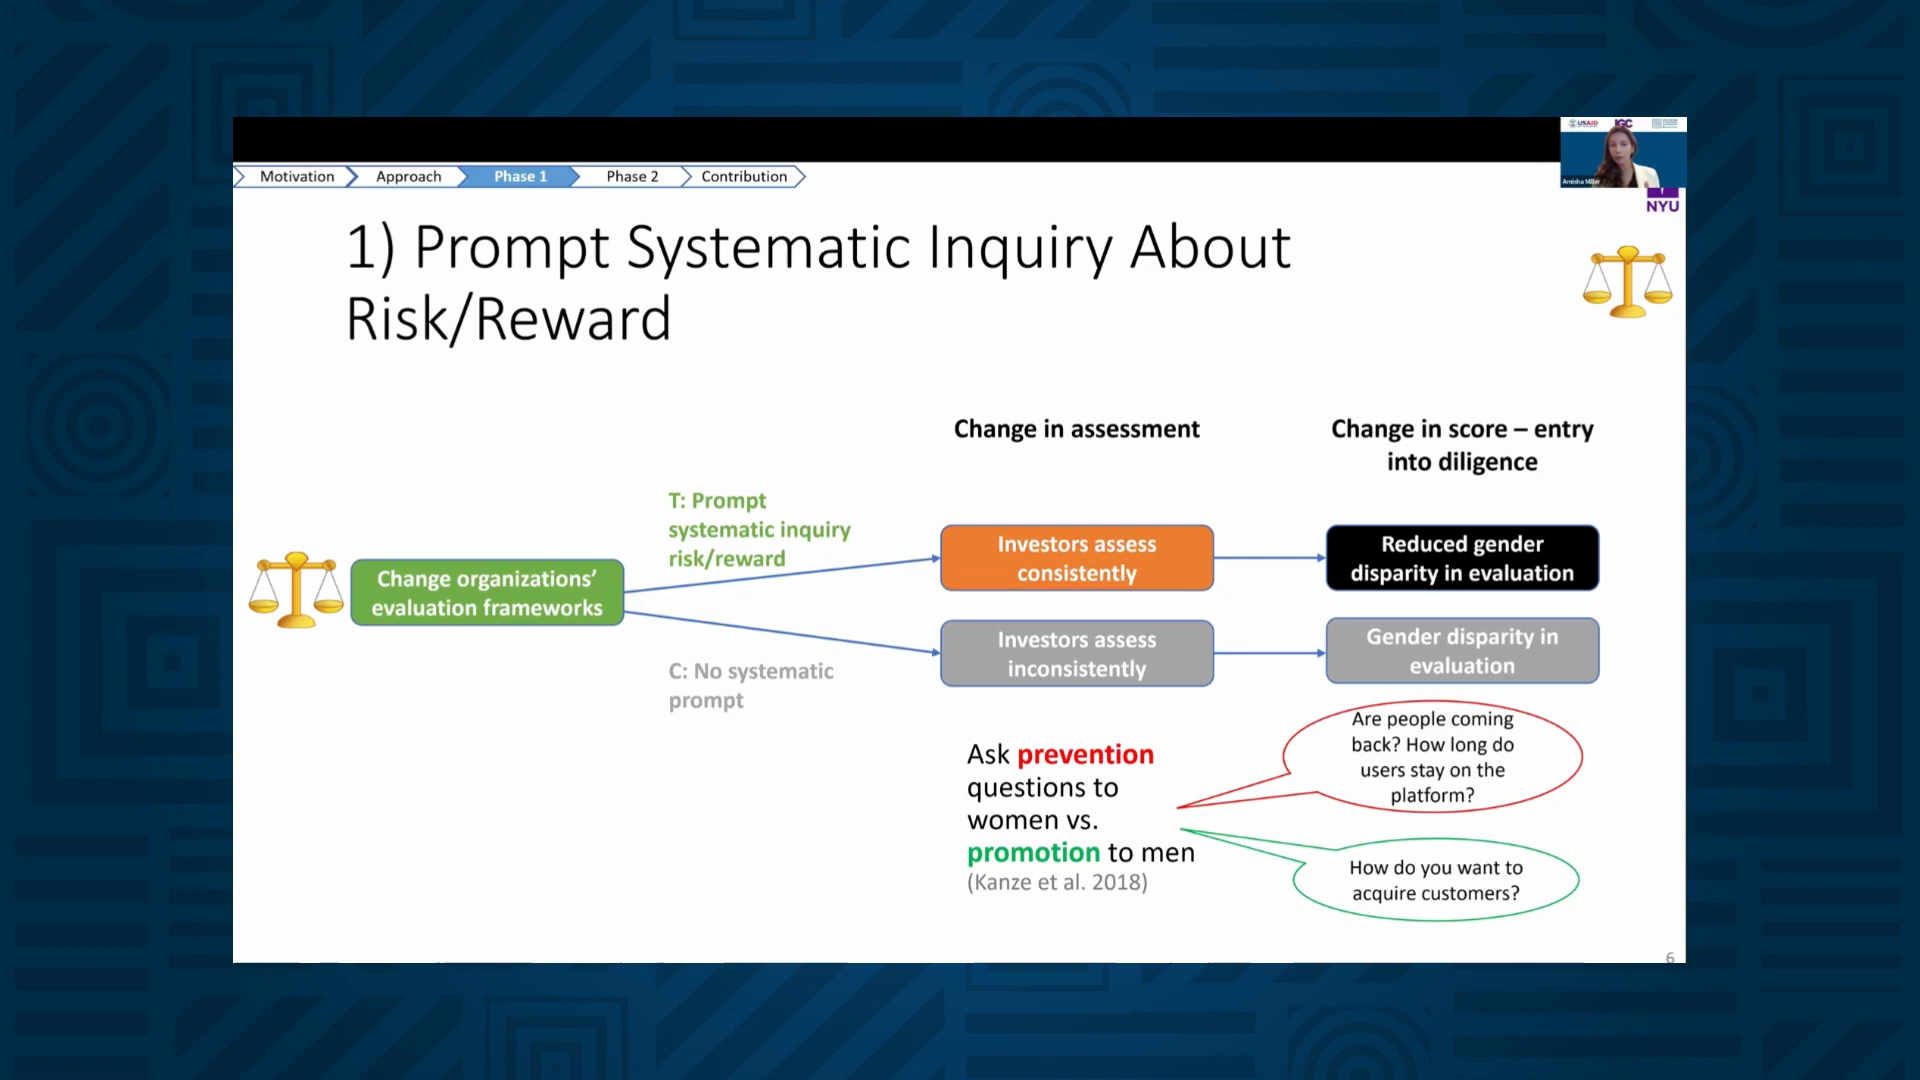 USAID
IGC
Amisha Miller
NYU
Motivation
Approach
Phase 1
Phase 2
Contribution
1) Prompt Systematic Inquiry About
Risk/Reward
Change in assessment
Change in score – entry
into diligence
T: Prompt
systematic inquiry
risk/reward
Change organizations’
evaluation frameworks
Investors assess
consistently
Reduced gender
disparity in evaluation
C: No systematic
prompt
Investors assess
inconsistently
Gender disparity in
evaluation
Ask prevention
questions to
women vs.
promotion to men
(Kanze et al. 2018)
Are people coming
back? How long do
users stay on the
platform?
How do you want to
acquire customers?
6